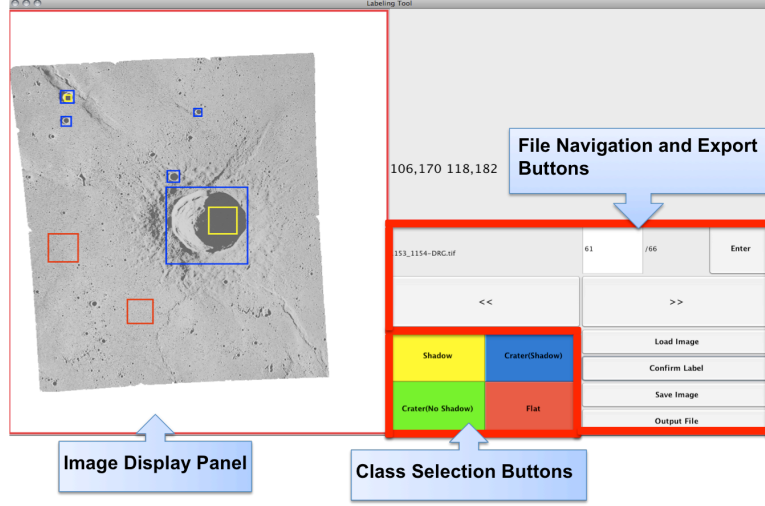 Labeling Tool
File Navigation and Export
Buttons
106,170 118,182
153_1154-DRG.tif
61
/66
Enter
<<
>>
Shadow
Crater(Shadow)
Load Image
Confirm Label
Crater(No Shadow)
Flat
Save Image
Output File
Image Display Panel
Class Selection Buttons